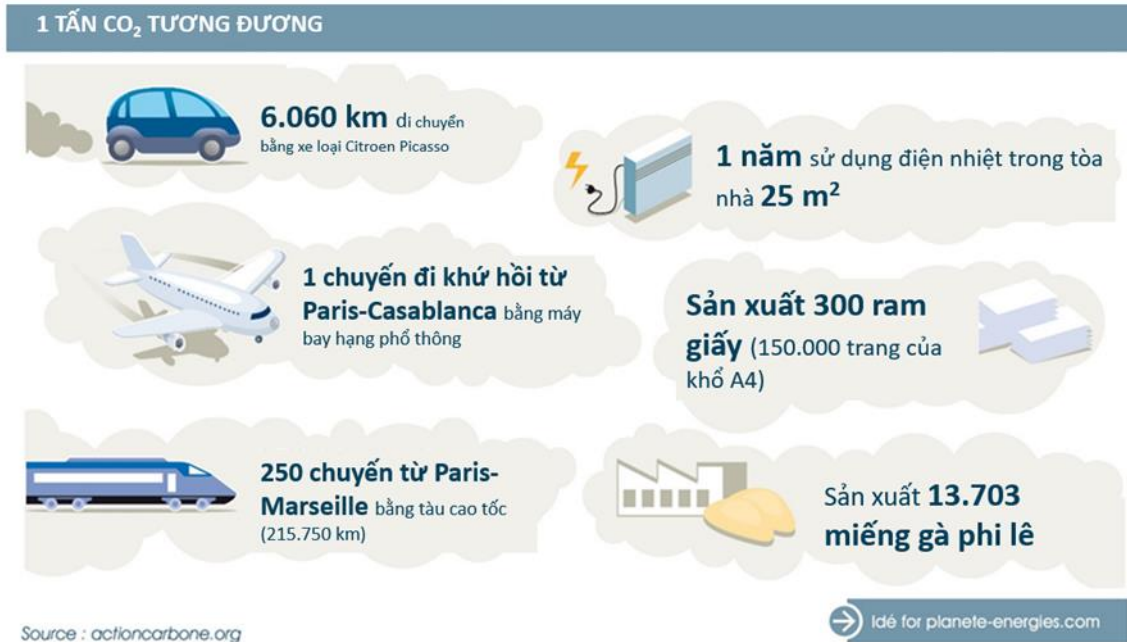 1 TẤN CO₂ TƯƠNG ĐƯƠNG
6.060 km di chuyển
bằng xe loại Citroen Picasso
1 năm sử dụng điện nhiệt trong tòa
nhà 25 m²
1 chuyến đi khứ hồi từ
Paris-Casablanca bằng máy
bay hạng phổ thông
Sản xuất 300 ram
giấy (150.000 trang của
khổ A4)
250 chuyến từ Paris-
Marseille bằng tàu cao tốc
(215.750 km)
Sản xuất 13.703
miếng gà phi lê
Source : actioncarbone.org
Idé for planete-energies.com